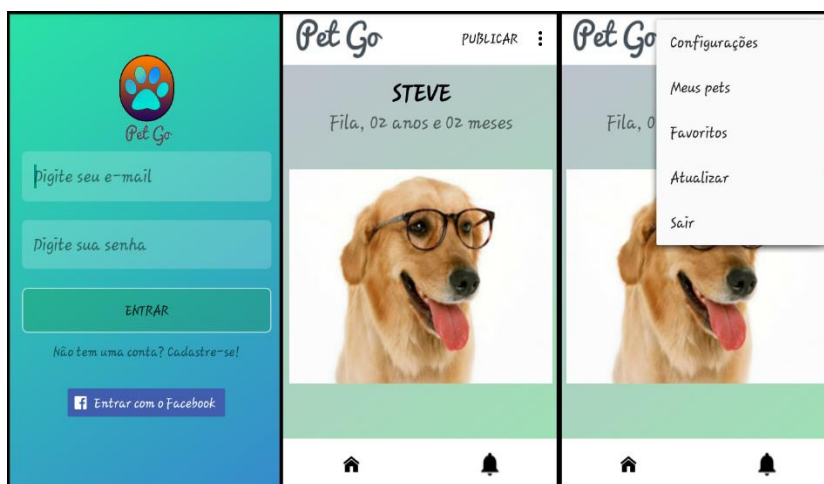 Pet Go
Digite seu e-mail
Digite sua senha
ENTRAR
Não tem uma conta? Cadastre-se!
Entrar com o Facebook
Pet Go
PUBLICAR
STEVE
Fila, 02 anos e 02 meses
Pet Go
Configurações
Meus pets
Favoritos
Atualizar
Sair
Fila, 0